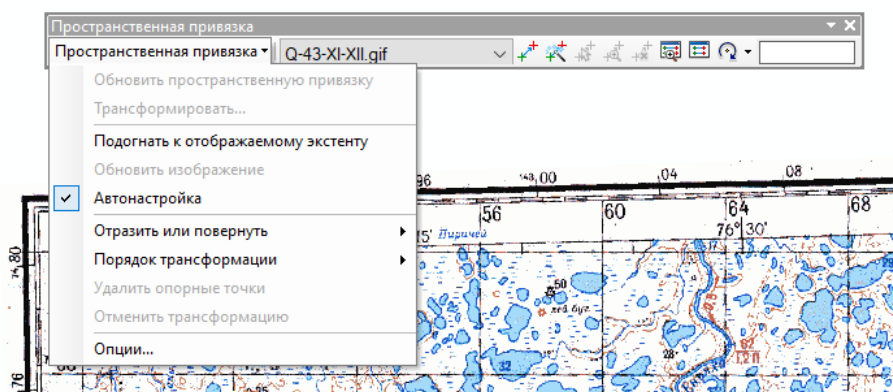 Пространственная привязка
Пространственная привязка
Q-43-XI-XII.gif
Обновить пространственную привязку
Трансформировать...
Подогнать к отображаемому экстенту
Обновить изображение
Автонастройка
Отразить или повернуть
Порядок трансформации
Удалить опорные точки
Отменить трансформацию
Опции...
96
00
04
08
56
60
64
68
15'
Пиричей
76° 30'
80
76
50
32
28
62